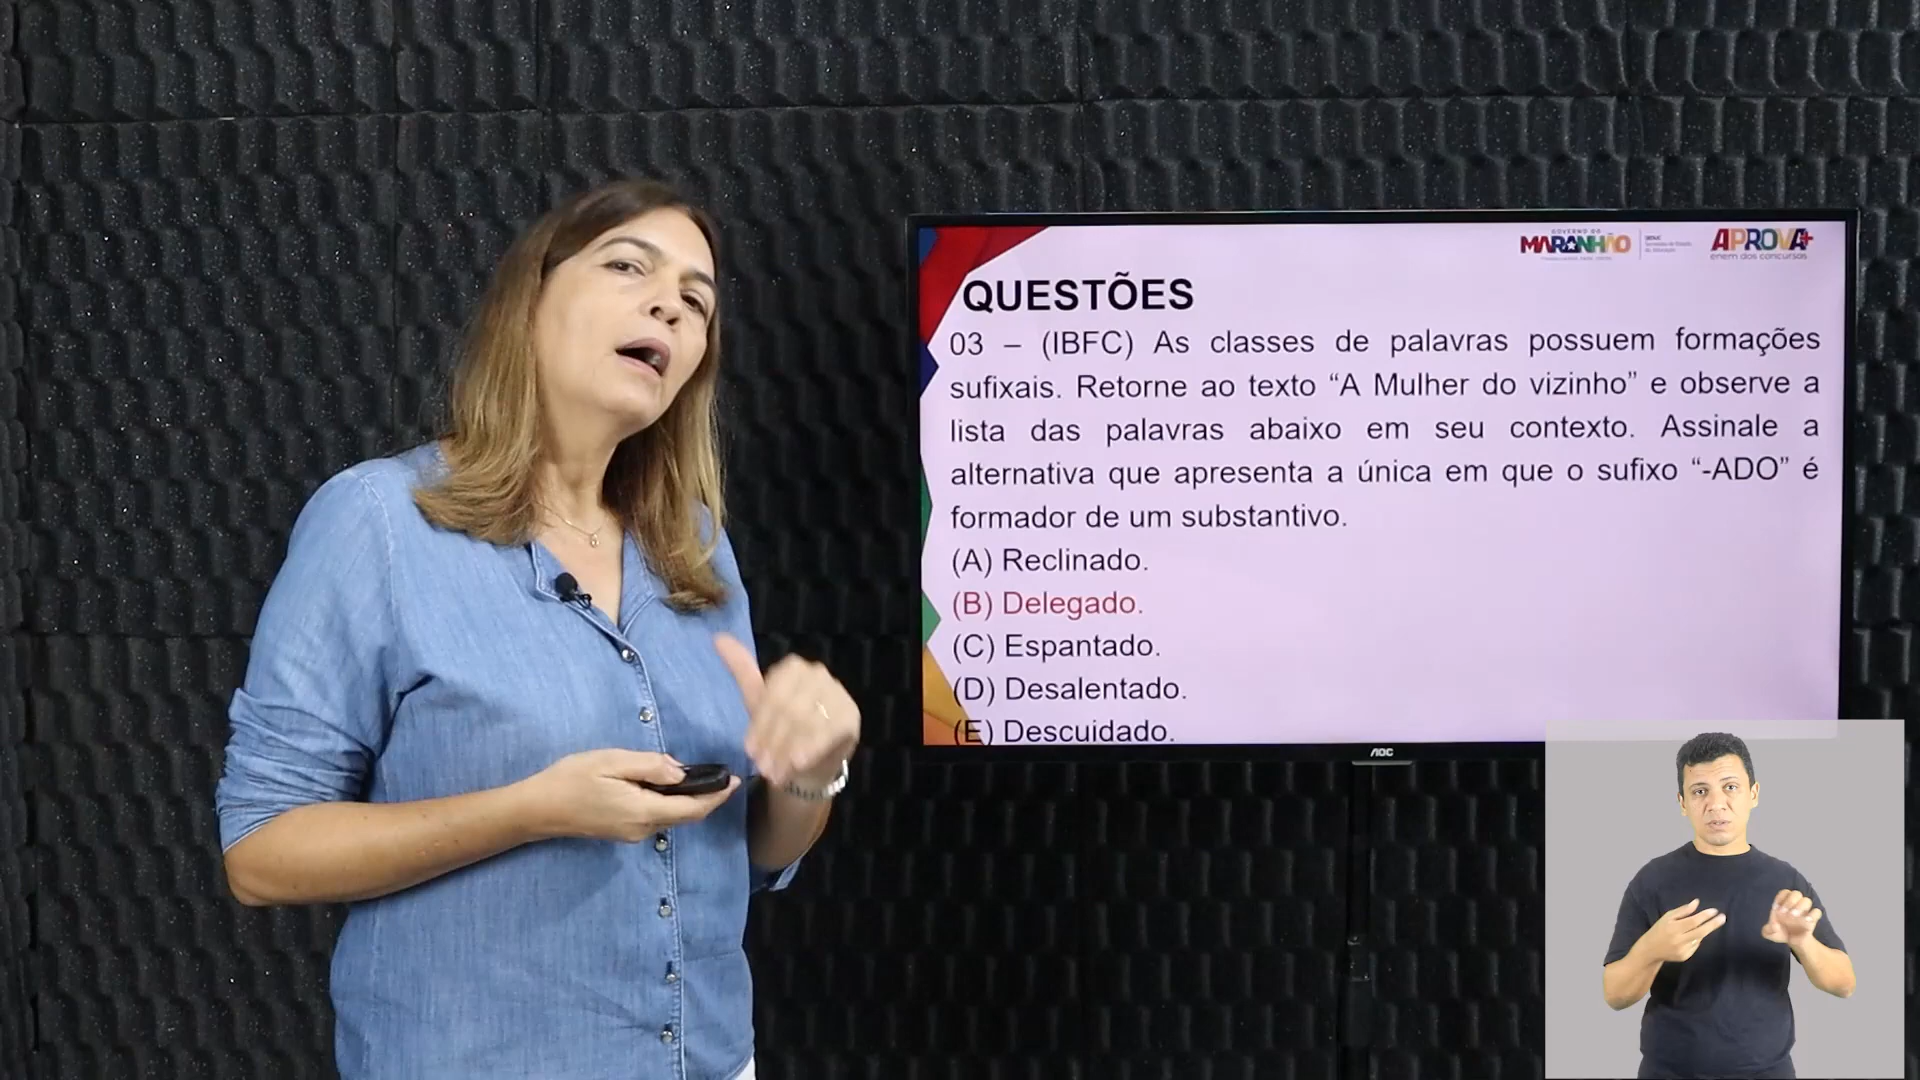 GOVERNO DO
MARANHÃO
APROVA+
enem dos concursos
QUESTÕES
03 – (IBFC) As classes de palavras possuem formações
sufixais. Retorne ao texto “A Mulher do vizinho” e observe a
lista das palavras abaixo em seu contexto. Assinale a
alternativa que apresenta a única em que o sufixo “-ADO” é
formador de um substantivo.
(A) Reclinado.
(B) Delegado.
(C) Espantado.
(D) Desalentado.
(E) Descuidado.
AOC